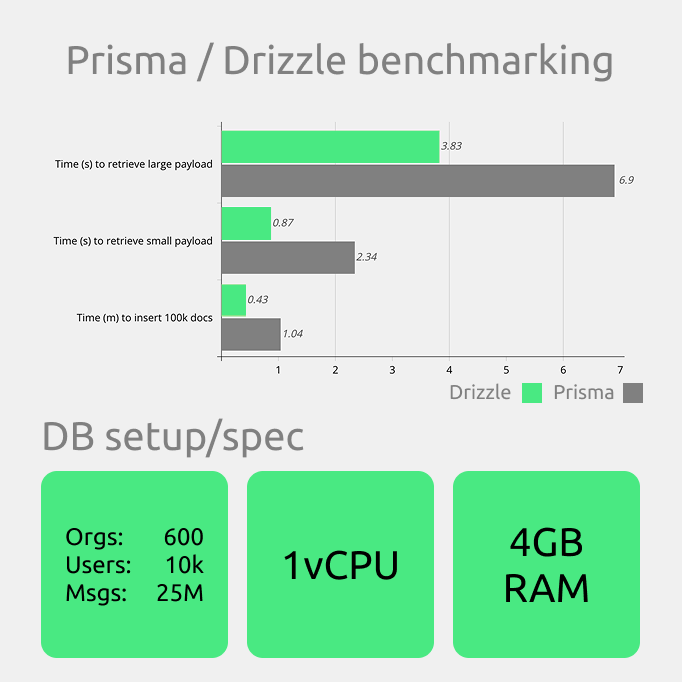 Prisma / Drizzle benchmarking
Time (s) to retrieve large payload
3.83
6.9
Time (s) to retrieve small payload
0.87
2.34
Time (m) to insert 100k docs
0.43
1.04
1 2 3 4 5 6 7
Drizzle Prisma
DB setup/spec
Orgs: 600
Users: 10k
Msgs: 25M
1vCPU
4GB
RAM